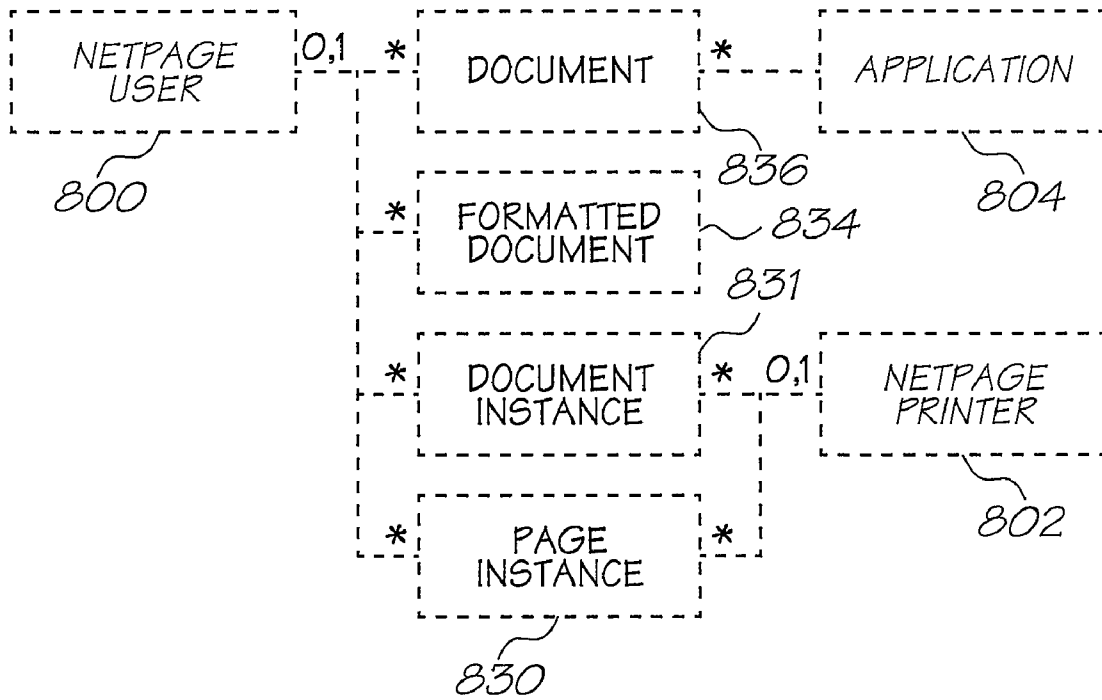 NETPAGE
USER
0,1
*
DOCUMENT
*
APPLICATION
800
836
804
*
FORMATTED
DOCUMENT
834
831
*
DOCUMENT
INSTANCE
*
0,1
NETPAGE
PRINTER
802
*
PAGE
INSTANCE
*
830